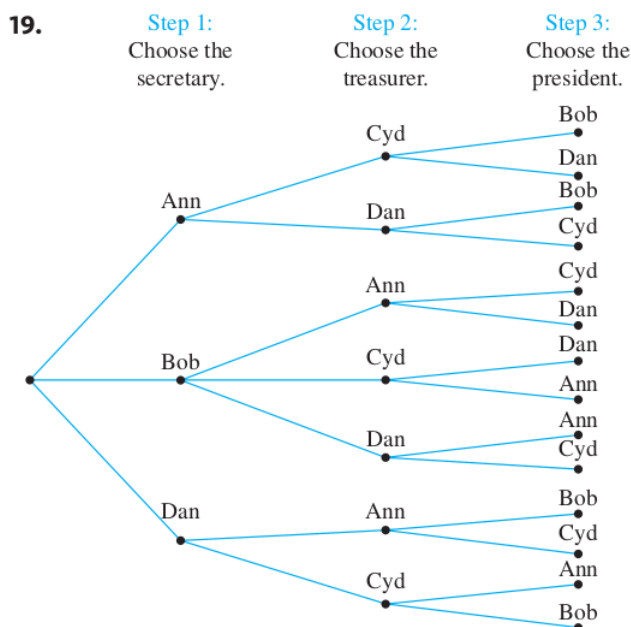 19.
Step 1: Step 2: Step 3:
Choose the Choose the Choose the
secretary. treasurer. president.
Bob
Cyd
Dan
Bob
Ann
Dan
Cyd
Cyd
Ann
Dan
Dan
Bob
Cyd
Ann
Ann
Dan
Cyd
Bob
Dan
Ann
Cyd
Ann
Cyd
Bob